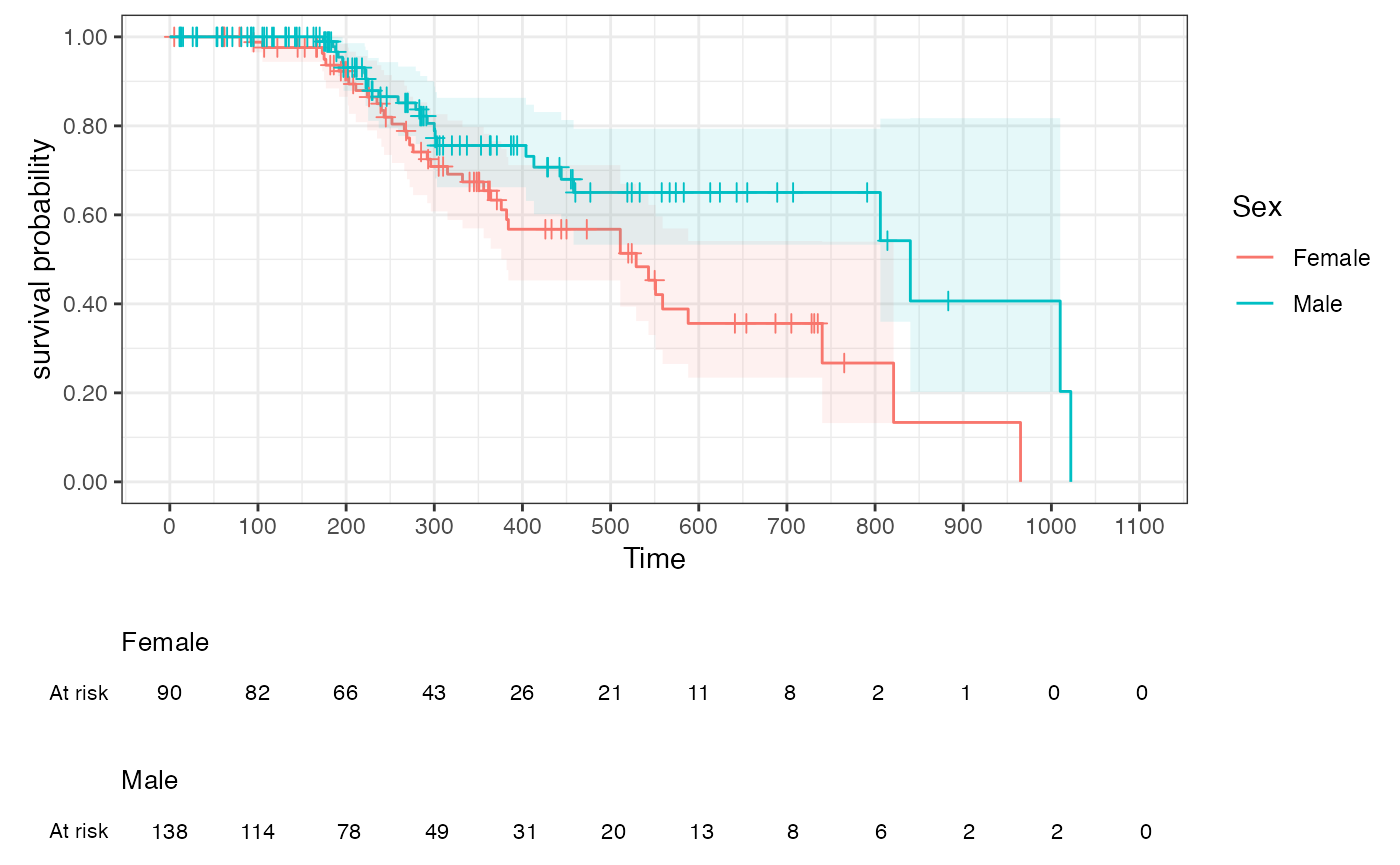 survival probability
1.00
0.80
0.60
0.40
0.20
0.00
0 100 200 300 400 500 600 700 800 900 1000 1100
Time
Sex
Female
Male
Female
At risk 90 82 66 43 26 21 11 8 2 1 0 0
Male
At risk 138 114 78 49 31 20 13 8 6 2 2 0